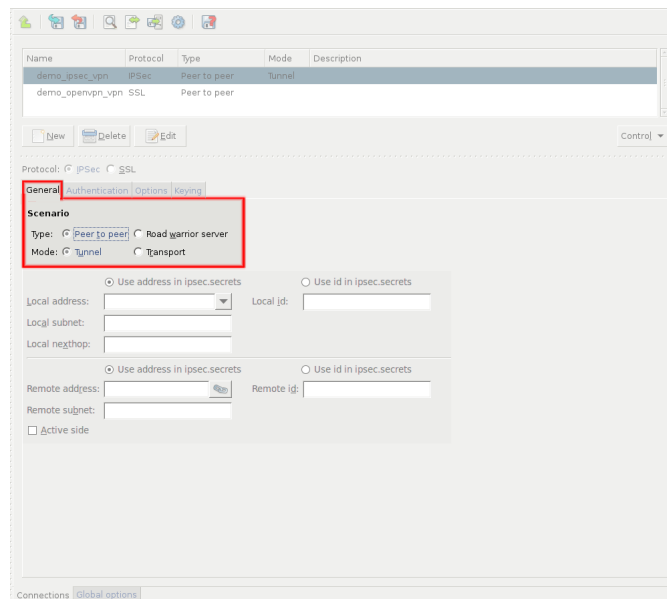 Name Protocol Type Mode Description
demo_ipsec_vpn IPSec Peer to peer Tunnel
demo_openvpn_vpn SSL Peer to peer
New Delete Edit Control
Protocol: IPSec SSL
General Authentication Options Keying
Scenario
Type: Peer to peer Road warrior server
Mode: Tunnel Transport
Use address in ipsec.secrets Use id in ipsec.secrets
Local address: Local id:
Local subnet:
Local nexthop:
Use address in ipsec.secrets Use id in ipsec.secrets
Remote address: Remote id:
Remote subnet:
Active side
Connections Global options